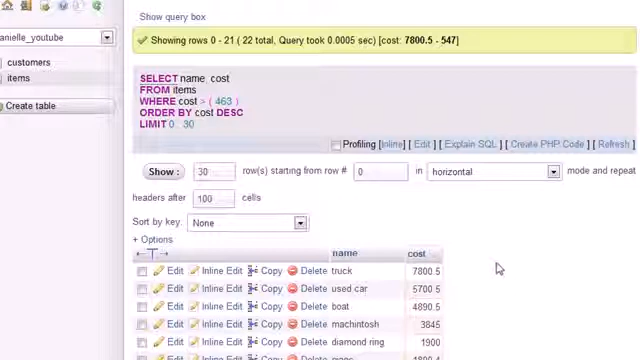 Show query box
anielle_youtube
customers
items
Create table
Showing rows 0 - 21 ( 22 total, Query took 0.0005 sec) [cost: 7800.5 - 547]
SELECT name, cost
FROM items
WHERE cost > ( 463 )
ORDER BY cost DESC
LIMIT 0 , 30
Profiling [Inline] [ Edit ] [ Explain SQL ] [ Create PHP Code ] [ Refresh ]
Show : 30 row(s) starting from row # 0 in horizontal mode and repeat
headers after 100 cells
Sort by key: None
+ Options
←T→ name cost
Edit Inline Edit Copy Delete truck 7800.5
Edit Inline Edit Copy Delete used car 5700.5
Edit Inline Edit Copy Delete boat 4890.5
Edit Inline Edit Copy Delete machintosh 3845
Edit Inline Edit Copy Delete diamond ring 1900